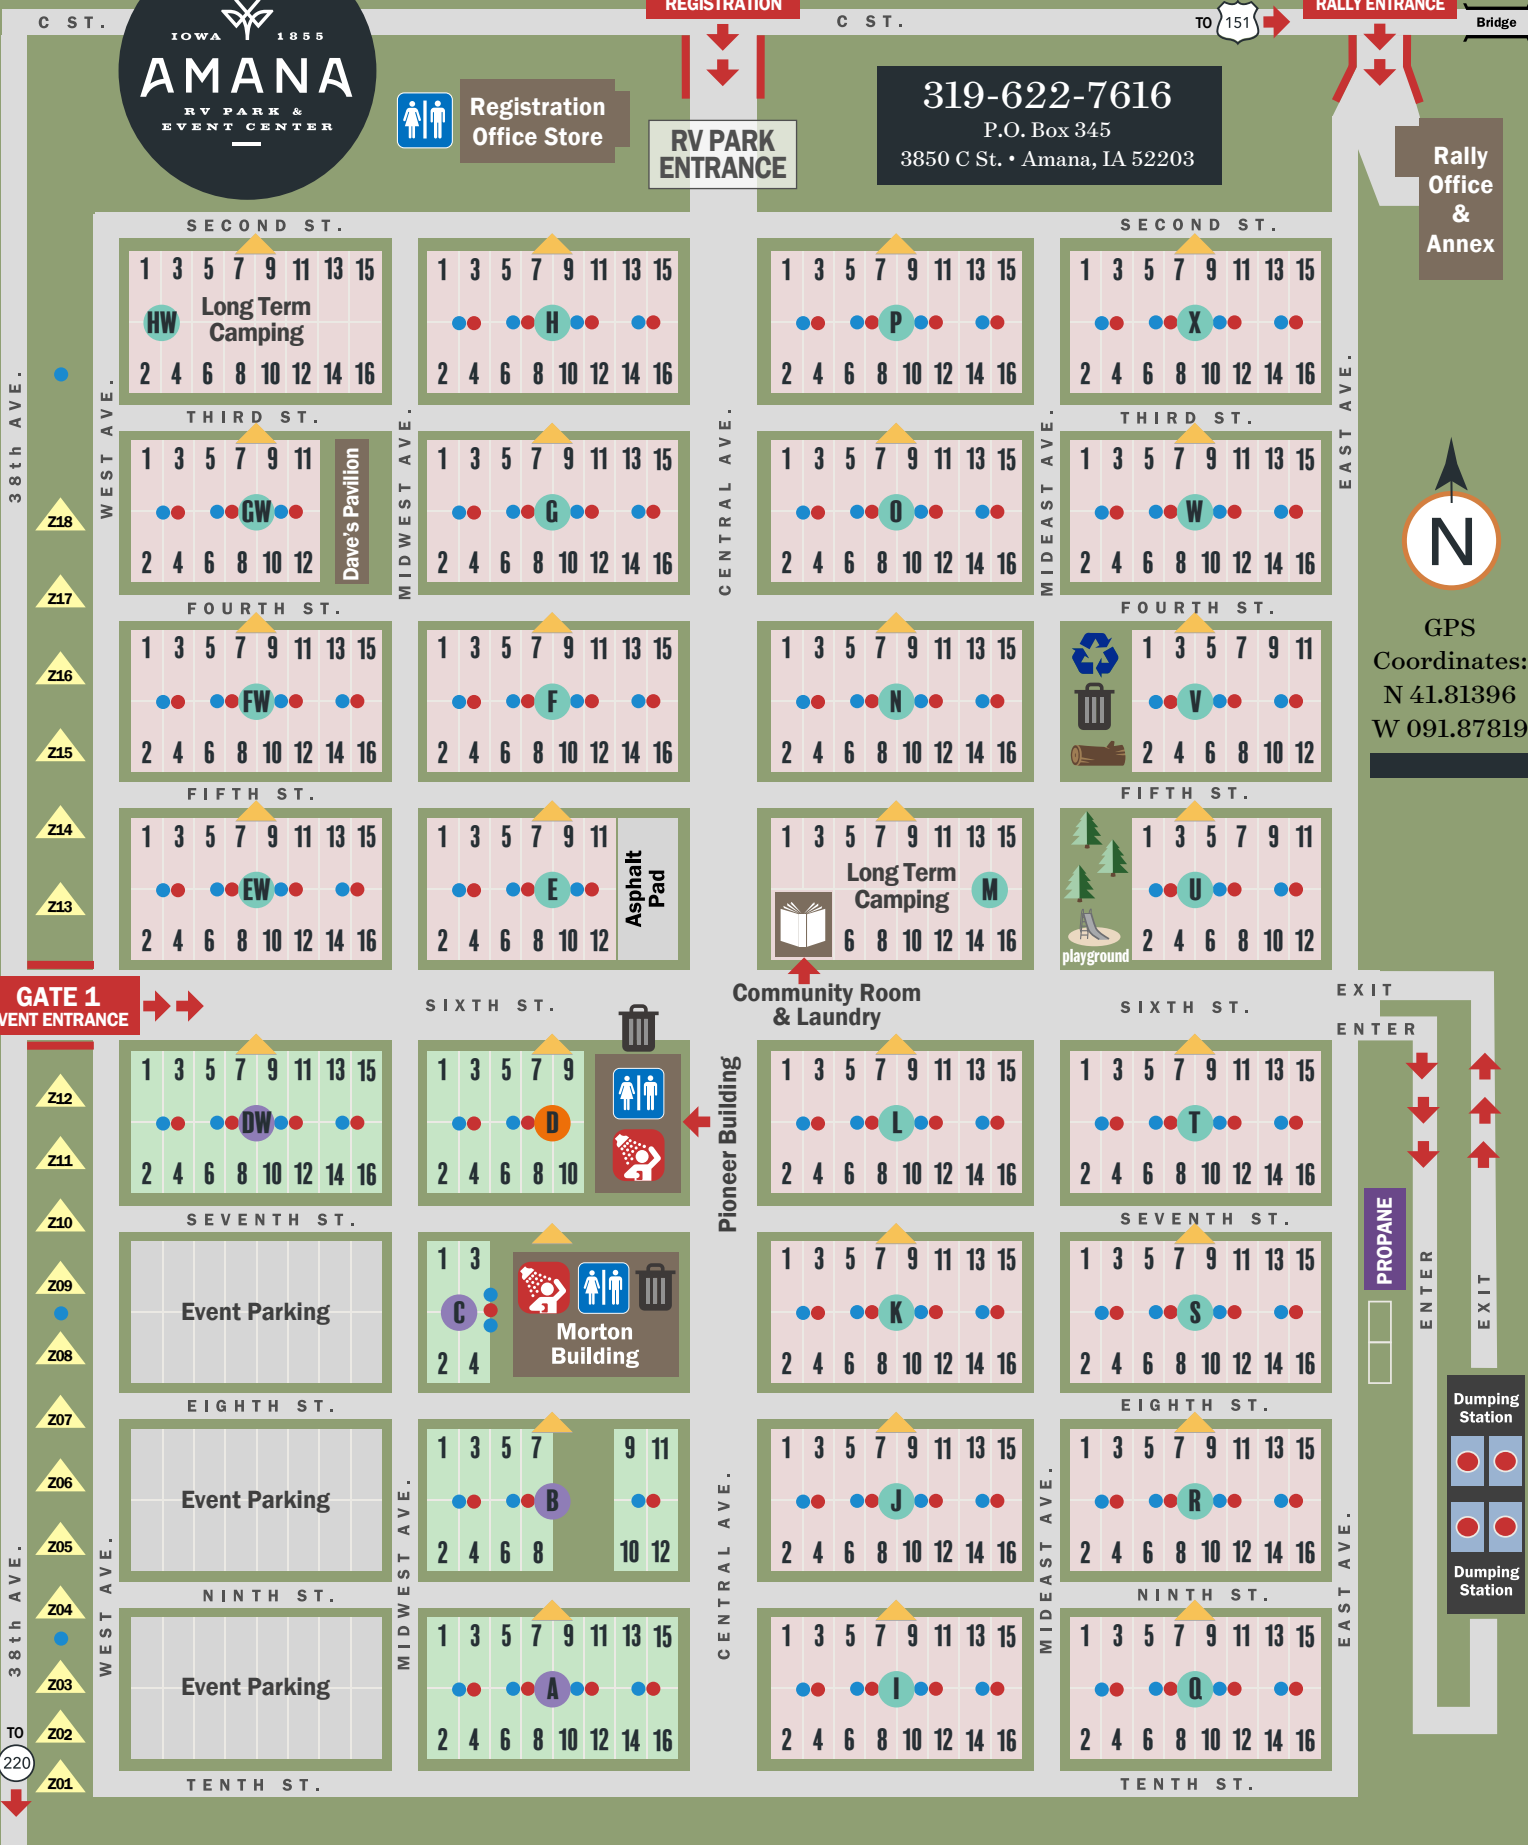 C ST.
REGISTRATION
C ST.
TO 151
RALLY ENTRANCE
Bridge
IOWA 1855
AMANA
RV PARK &
EVENT CENTER
Registration
Office Store
RV PARK
ENTRANCE
319-622-7616
P.O. Box 345
3850 C St. • Amana, IA 52203
Rally
Office
&
Annex
SECOND ST.
SECOND ST.
1 3 5 7 9 11 13 15
HW Long Term
Camping
2 4 6 8 10 12 14 16
1 3 5 7 9 11 13 15
H
2 4 6 8 10 12 14 16
1 3 5 7 9 11 13 15
P
2 4 6 8 10 12 14 16
1 3 5 7 9 11 13 15
X
2 4 6 8 10 12 14 16
38th AVE.
WEST AVE.
MIDWEST AVE.
CENTRAL AVE.
MIDEAST AVE.
EAST AVE.
THIRD ST.
THIRD ST.
1 3 5 7 9 11
GW
2 4 6 8 10 12
Dave's Pavilion
1 3 5 7 9 11 13 15
G
2 4 6 8 10 12 14 16
1 3 5 7 9 11 13 15
O
2 4 6 8 10 12 14 16
1 3 5 7 9 11 13 15
W
2 4 6 8 10 12 14 16
N
GPS
Coordinates:
N 41.81396
W 091.87819
Z18
Z17
Z16
Z15
Z14
Z13
FOURTH ST.
FOURTH ST.
1 3 5 7 9 11 13 15
FW
2 4 6 8 10 12 14 16
1 3 5 7 9 11 13 15
F
2 4 6 8 10 12 14 16
1 3 5 7 9 11 13 15
N
2 4 6 8 10 12 14 16
1 3 5 7 9 11
V
2 4 6 8 10 12
FIFTH ST.
FIFTH ST.
1 3 5 7 9 11 13 15
EW
2 4 6 8 10 12 14 16
1 3 5 7 9 11
E
2 4 6 8 10 12
Asphalt
Pad
1 3 5 7 9 11 13 15
Long Term
Camping M
6 8 10 12 14 16
playground
1 3 5 7 9 11
U
2 4 6 8 10 12
GATE 1
VENT ENTRANCE
SIXTH ST.
Community Room
& Laundry
SIXTH ST.
EXIT
ENTER
Z12
Z11
Z10
Z09
Z08
Z07
Z06
Z05
Z04
Z03
Z02
Z01
1 3 5 7 9 11 13 15
DW
2 4 6 8 10 12 14 16
1 3 5 7 9
D
2 4 6 8 10
Pioneer Building
1 3 5 7 9 11 13 15
L
2 4 6 8 10 12 14 16
1 3 5 7 9 11 13 15
T
2 4 6 8 10 12 14 16
PROPANE
ENTER
EXIT
SEVENTH ST.
SEVENTH ST.
Event Parking
1 3
C
2 4
Morton
Building
1 3 5 7 9 11 13 15
K
2 4 6 8 10 12 14 16
1 3 5 7 9 11 13 15
S
2 4 6 8 10 12 14 16
EIGHTH ST.
EIGHTH ST.
Dumping
Station
Dumping
Station
Event Parking
1 3 5 7 9 11
B
2 4 6 8 10 12
1 3 5 7 9 11 13 15
J
2 4 6 8 10 12 14 16
1 3 5 7 9 11 13 15
R
2 4 6 8 10 12 14 16
38th AVE.
WEST AVE.
MIDWEST AVE.
CENTRAL AVE.
MIDEAST AVE.
EAST AVE.
NINTH ST.
NINTH ST.
Event Parking
1 3 5 7 9 11 13 15
A
2 4 6 8 10 12 14 16
1 3 5 7 9 11 13 15
I
2 4 6 8 10 12 14 16
1 3 5 7 9 11 13 15
Q
2 4 6 8 10 12 14 16
TO
220
TENTH ST.
TENTH ST.